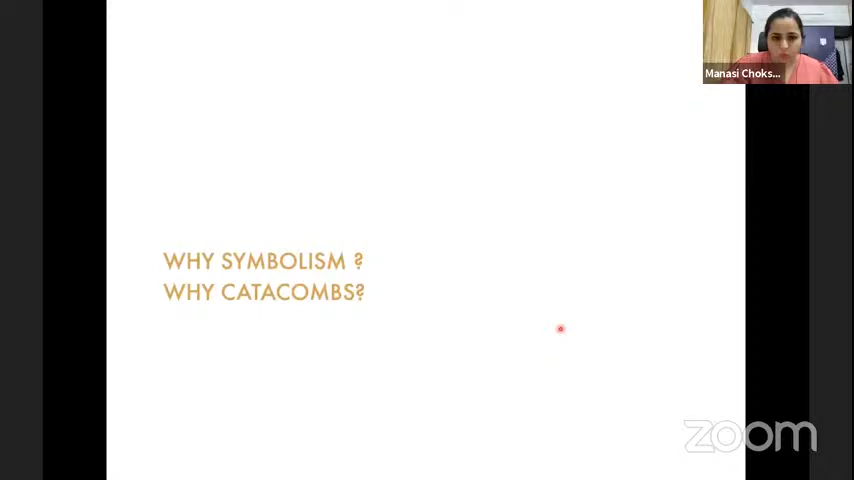 Manasi Choks...
WHY SYMBOLISM ?
WHY CATACOMBS?
zoom